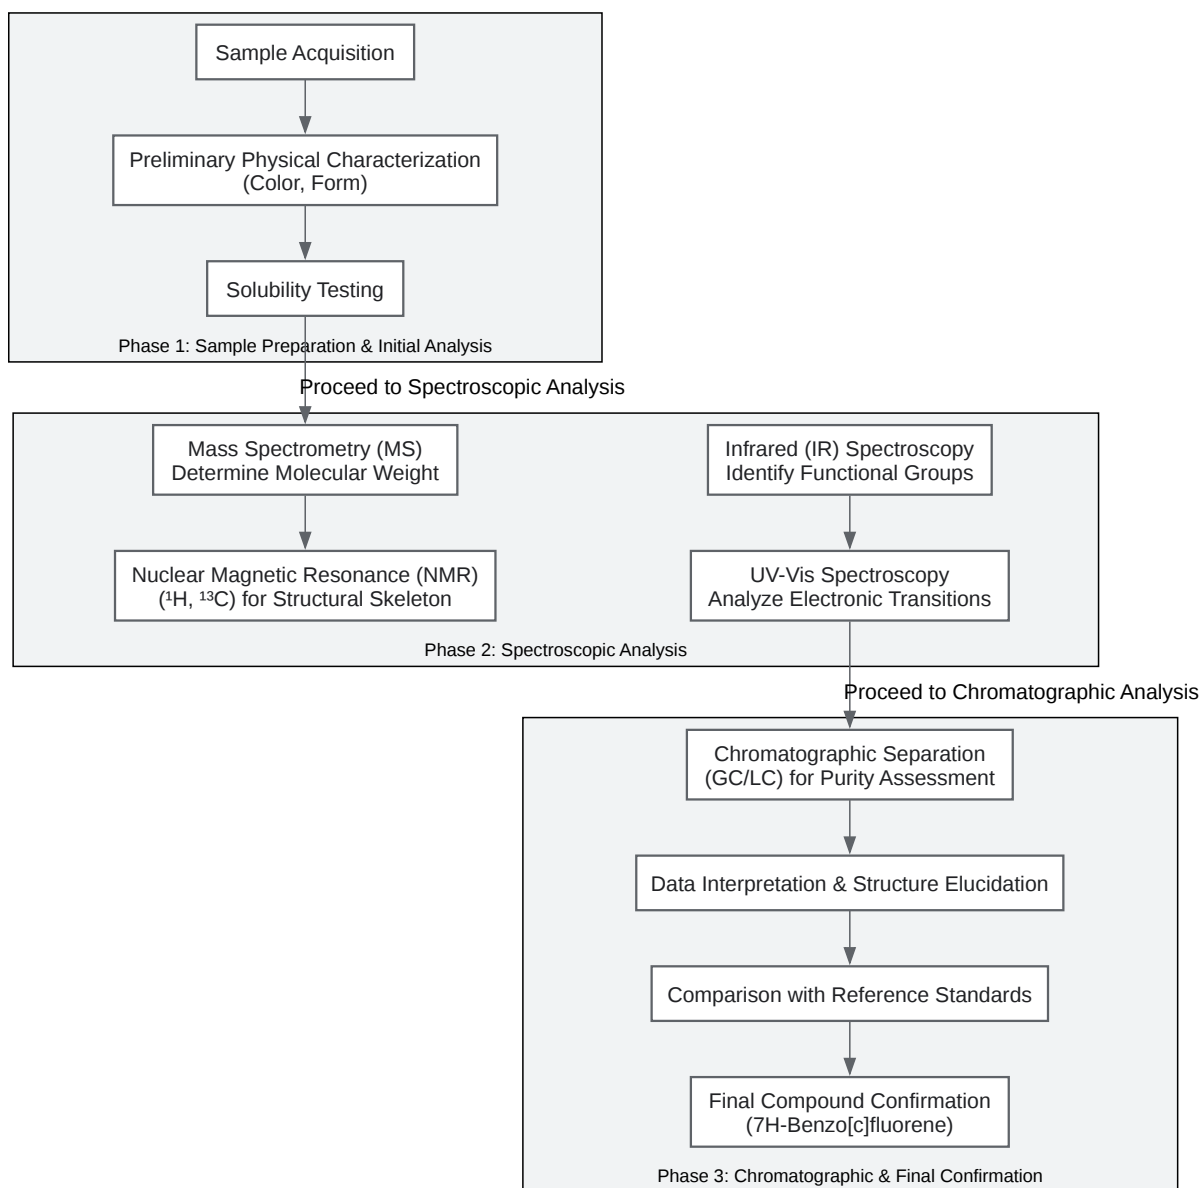 Sample Acquisition
Preliminary Physical Characterization
(Color, Form)
Solubility Testing
Phase 1: Sample Preparation & Initial Analysis
Proceed to Spectroscopic Analysis
Mass Spectrometry (MS)
Determine Molecular Weight
Nuclear Magnetic Resonance (NMR)
(¹H, ¹³C) for Structural Skeleton
Infrared (IR) Spectroscopy
Identify Functional Groups
UV-Vis Spectroscopy
Analyze Electronic Transitions
Phase 2: Spectroscopic Analysis
Proceed to Chromatographic Analysis
Chromatographic Separation
(GC/LC) for Purity Assessment
Data Interpretation & Structure Elucidation
Comparison with Reference Standards
Final Compound Confirmation
(7H-Benzo[c]fluorene)
Phase 3: Chromatographic & Final Confirmation